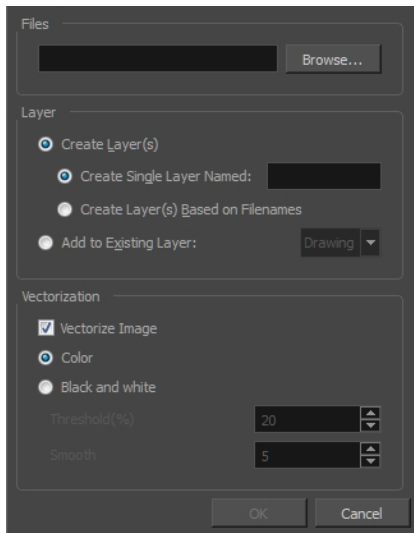 Files
Browse...
Layer
Create Layer(s)
Create Single Layer Named:
Create Layer(s) Based on Filenames
Add to Existing Layer: Drawing
Vectorization
Vectorize Image
Color
Black and white
Threshold(%) 20
Smooth 5
OK Cancel